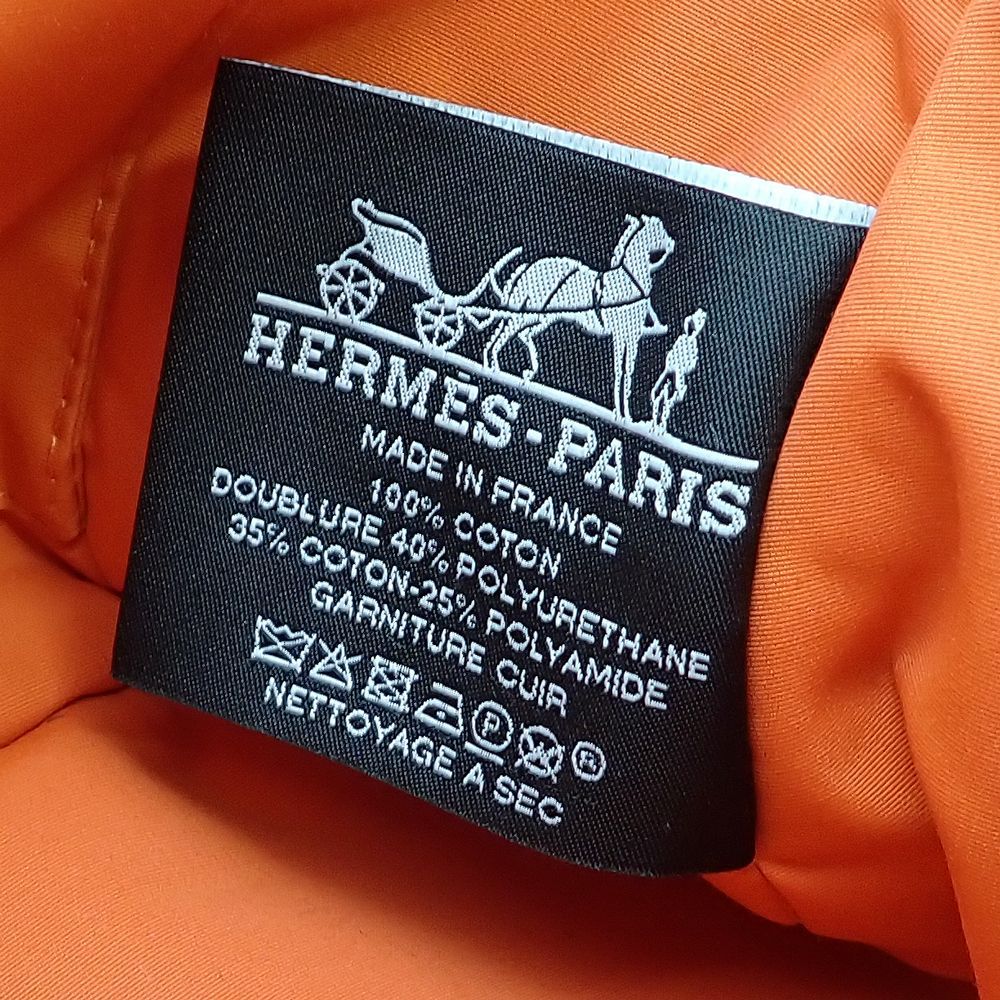 HERMÈS-PARIS
MADE IN FRANCE
100% COTON
DOUBLURE 40% POLYURETHANE
35% COTON-25% POLYAMIDE
GARNITURE CUIR
P ®
NETTOYAGE A SEC